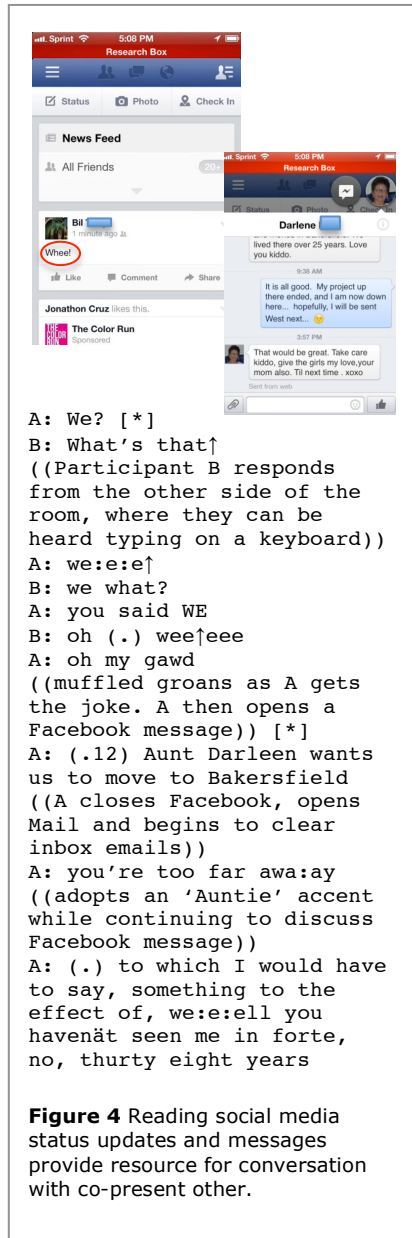 Sprint 5:08 PM
Research Box
Status Photo Check In
News Feed
All Friends 20+
Bil
1 minute ago
Whee!
Like Comment Share
Jonathon Cruz likes this.
THE COLOR RUN
The Color Run
Sponsored
Sprint 5:08 PM
Research Box
Status Photo Check In
Darlene
lived there over 25 years. Love
you kiddo.
9:38 AM
It is all good. My project up
there ended, and I am now down
here... hopefully, I will be sent
West next...
3:57 PM
That would be great. Take care
kiddo, give the girls my love,your
mom also. Til next time . xoxo
Sent from web
A: We? [*]
B: What's that↑
((Participant B responds
from the other side of the
room, where they can be
heard typing on a keyboard))
A: we:e:e↑
B: we what?
A: you said WE
B: oh (.) wee↑eee
A: oh my gawd
((muffled groans as A gets
the joke. A then opens a
Facebook message)) [*]
A: (.12) Aunt Darleen wants
us to move to Bakersfield
((A closes Facebook, opens
Mail and begins to clear
inbox emails))
A: you're too far awa:ay
((adopts an 'Auntie' accent
while continuing to discuss
Facebook message))
A: (.) to which I would have
to say, something to the
effect of, we:e:ell you
havenät seen me in forte,
no, thurty eight years
Figure 4 Reading social media
status updates and messages
provide resource for conversation
with co-present other.